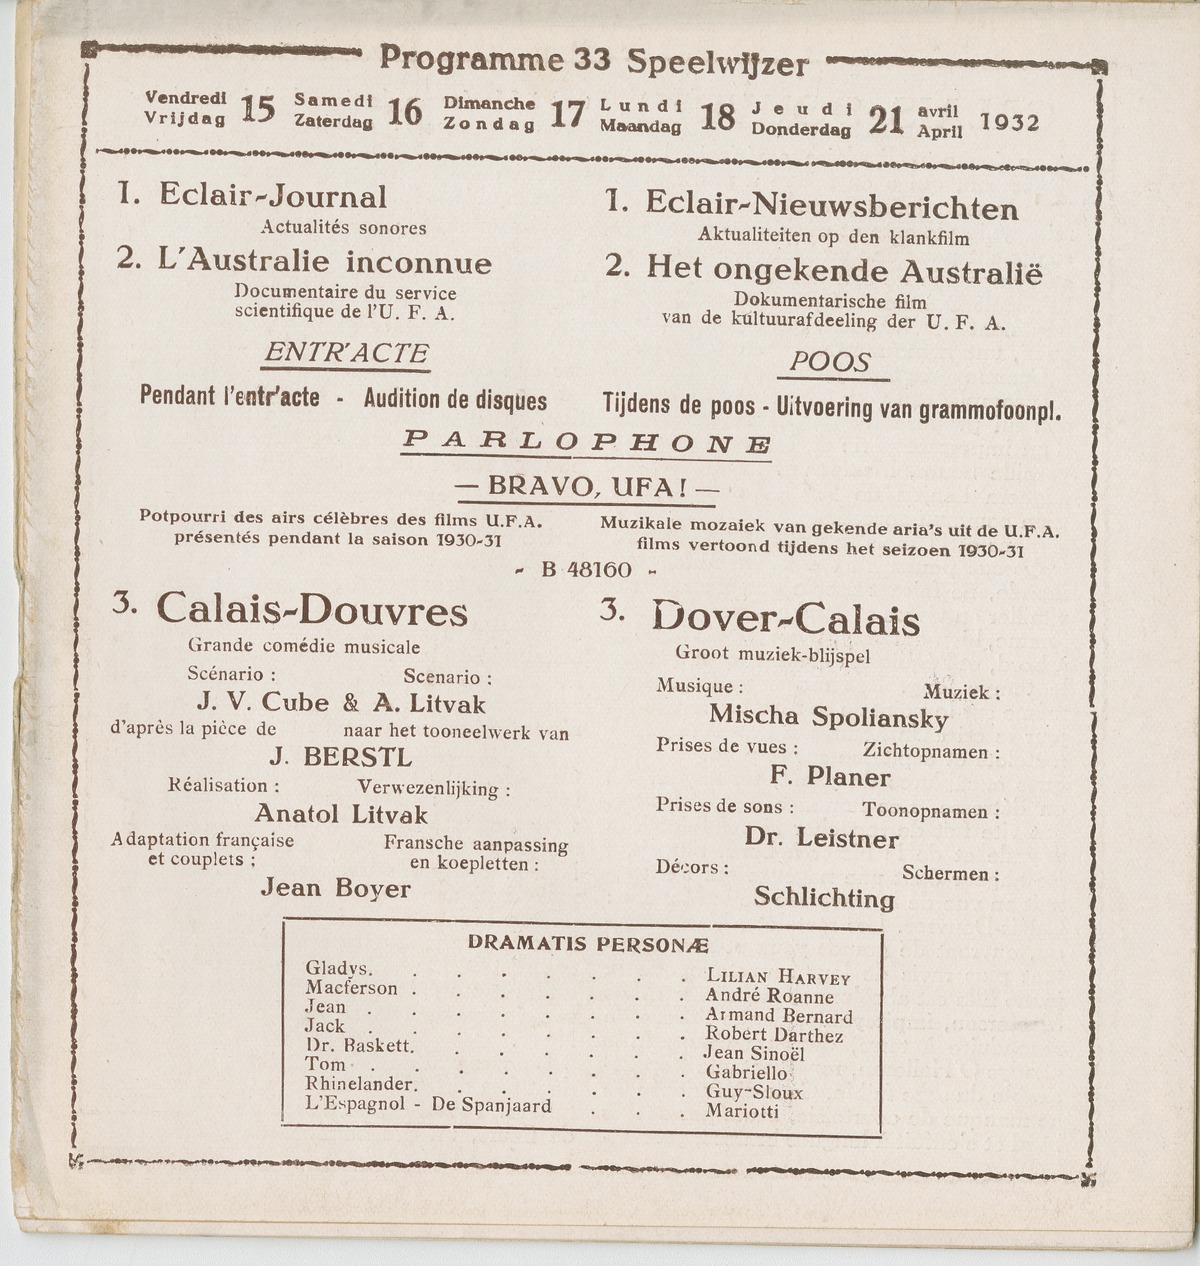 Programme 33 Speelwijzer
Vendredi Vrijdag 15 Samedi Zaterdag 16 Dimanche Zondag 17 Lundi Maandag 18 Jeudi Donderdag 21 avril April 1932
1. Eclair-Journal
Actualités sonores
2. L'Australie inconnue
Documentaire du service
scientifique de l'U. F. A.
ENTR'ACTE
Pendant l'entr'acte - Audition de disques
1. Eclair-Nieuwsberichten
Aktualiteiten op den klankfilm
2. Het ongekende Australië
Dokumentarische film
van de kultuurafdeeling der U. F. A.
POOS
Tijdens de poos - Uitvoering van grammofoonpl.
PARLOPHONE
— BRAVO, UFA! —
Potpourri des airs célèbres des films U.F.A.
présentés pendant la saison 1930-31
Muzikale mozaiek van gekende aria's uit de U.F.A.
films vertoond tijdens het seizoen 1930-31
- B 48160 -
3. Calais-Douvres
Grande comédie musicale
Scénario : Scenario :
J. V. Cube & A. Litvak
d'après la pièce de naar het tooneelwerk van
J. BERSTL
Réalisation : Verwezenlijking :
Anatol Litvak
Adaptation française Fransche aanpassing
et couplets : en koepletten :
Jean Boyer
3. Dover-Calais
Groot muziek-blijspel
Musique : Muziek :
Mischa Spoliansky
Prises de vues : Zichtopnamen :
F. Planer
Prises de sons : Toonopnamen :
Dr. Leistner
Décors : Schermen :
Schlichting
DRAMATIS PERSONÆ
Gladys. . . . . . . . LILIAN HARVEY
Macferson . . . . . . . André Roanne
Jean . . . . . . . . Armand Bernard
Jack . . . . . . . . Robert Darthez
Dr. Baskett. . . . . . . Jean Sinoël
Tom . . . . . . . . Gabriello
Rhinelander. . . . . . . Guy-Sloux
L'Espagnol - De Spanjaard . . . Mariotti